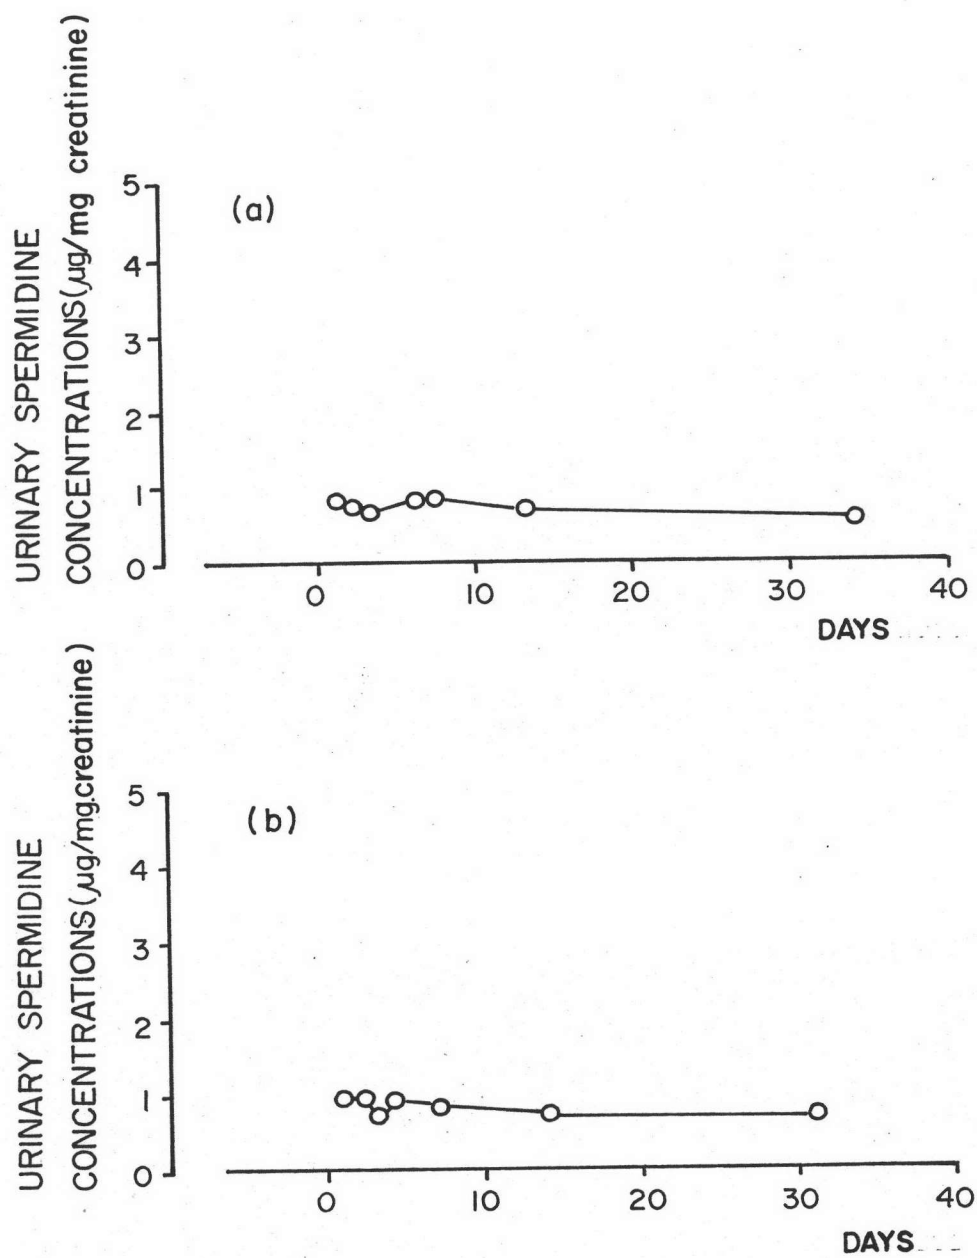 URINARY SPERMIDINE
CONCENTRATIONS(µg/mg creatinine)
5
(a)
4
3
2
1
0
0 10 20 30 40
DAYS
URINARY SPERMIDINE
CONCENTRATIONS(µg/mg.creatinine)
5
(b)
4
3
2
1
0
0 10 20 30 40
DAYS